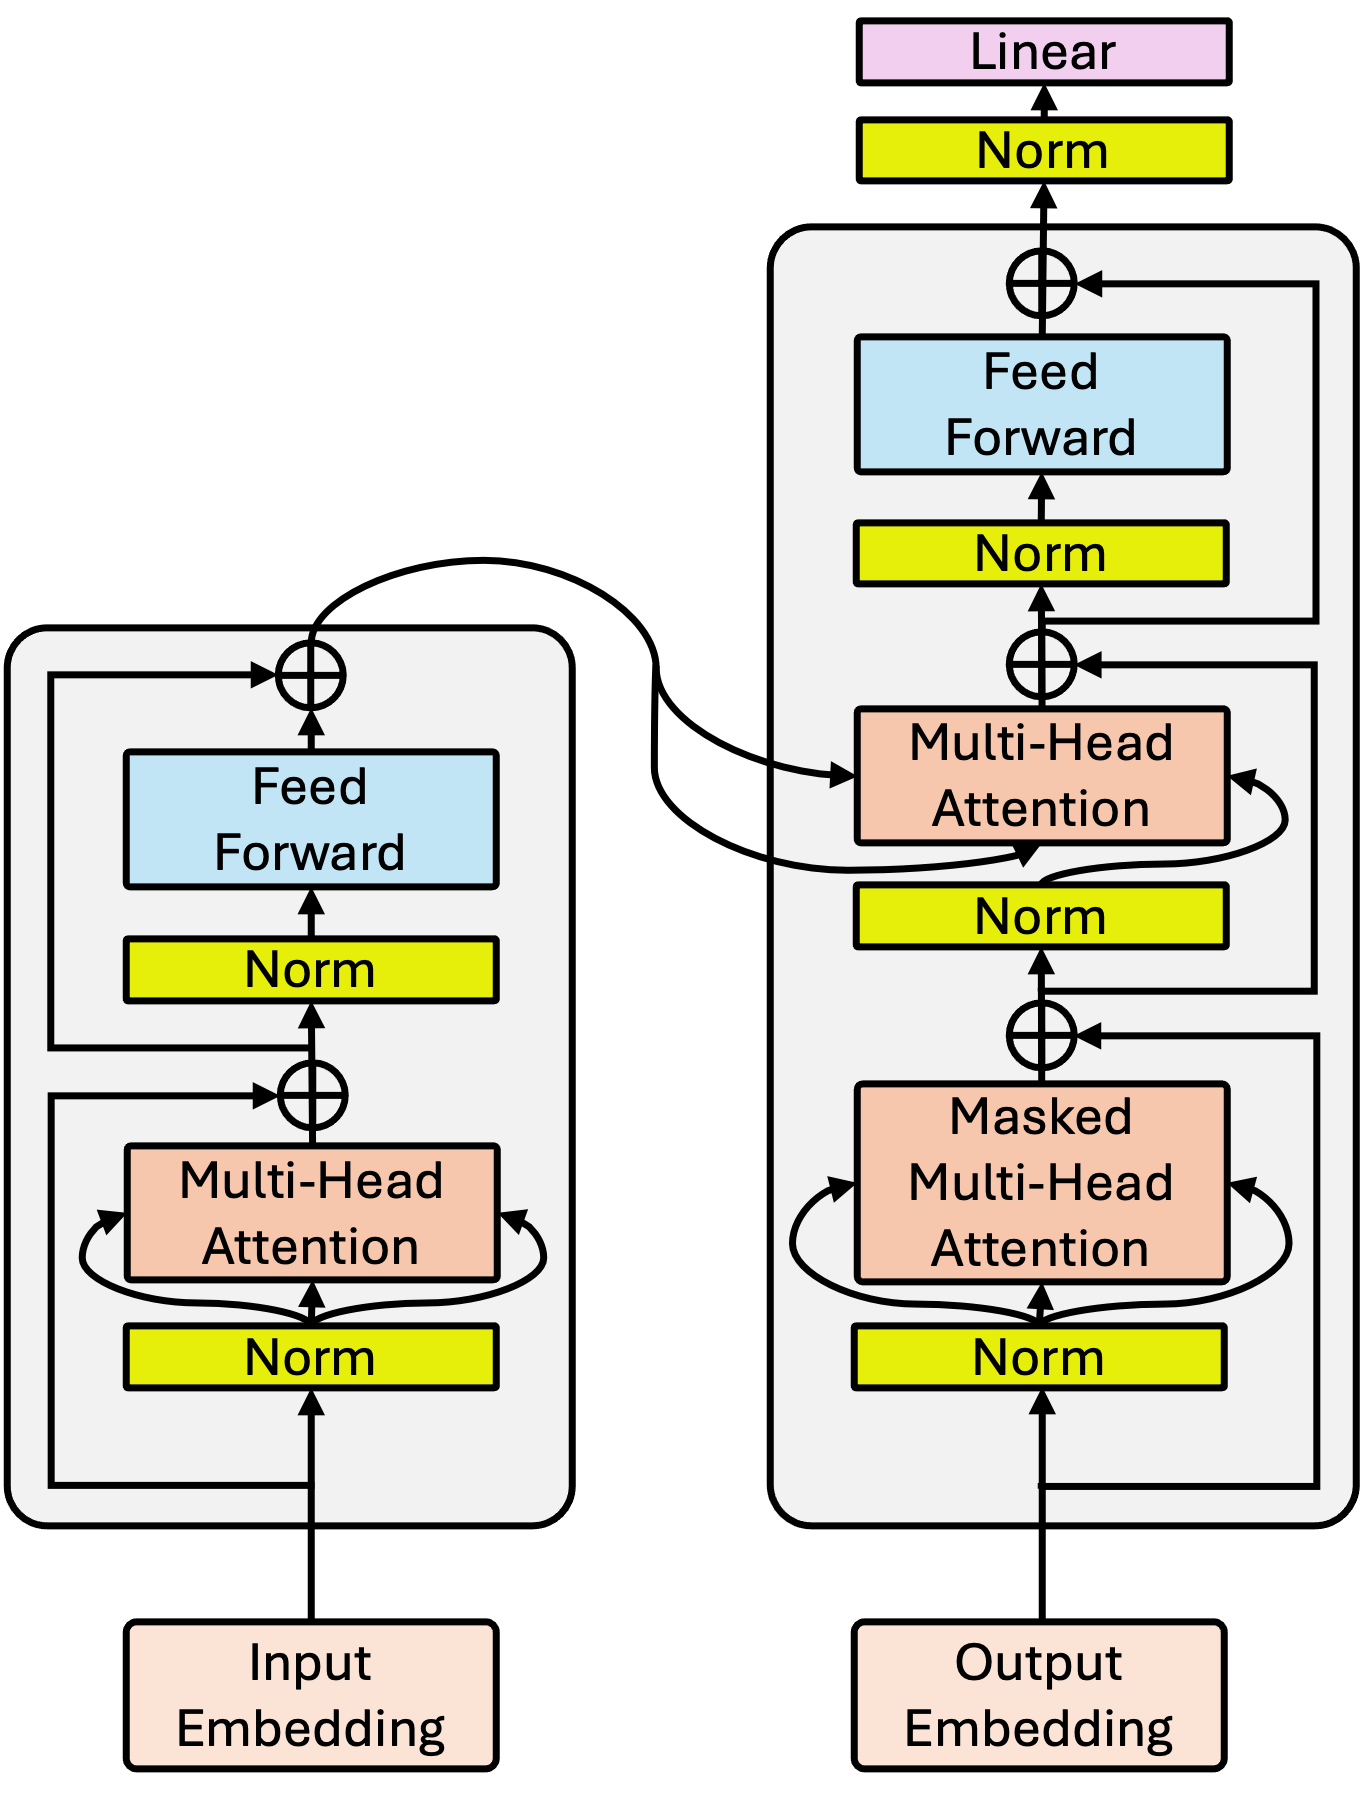 Linear
Norm
Feed
Forward
Norm
Multi-Head
Attention
Norm
Masked
Multi-Head
Attention
Norm
Output
Embedding
Feed
Forward
Norm
Multi-Head
Attention
Norm
Input
Embedding